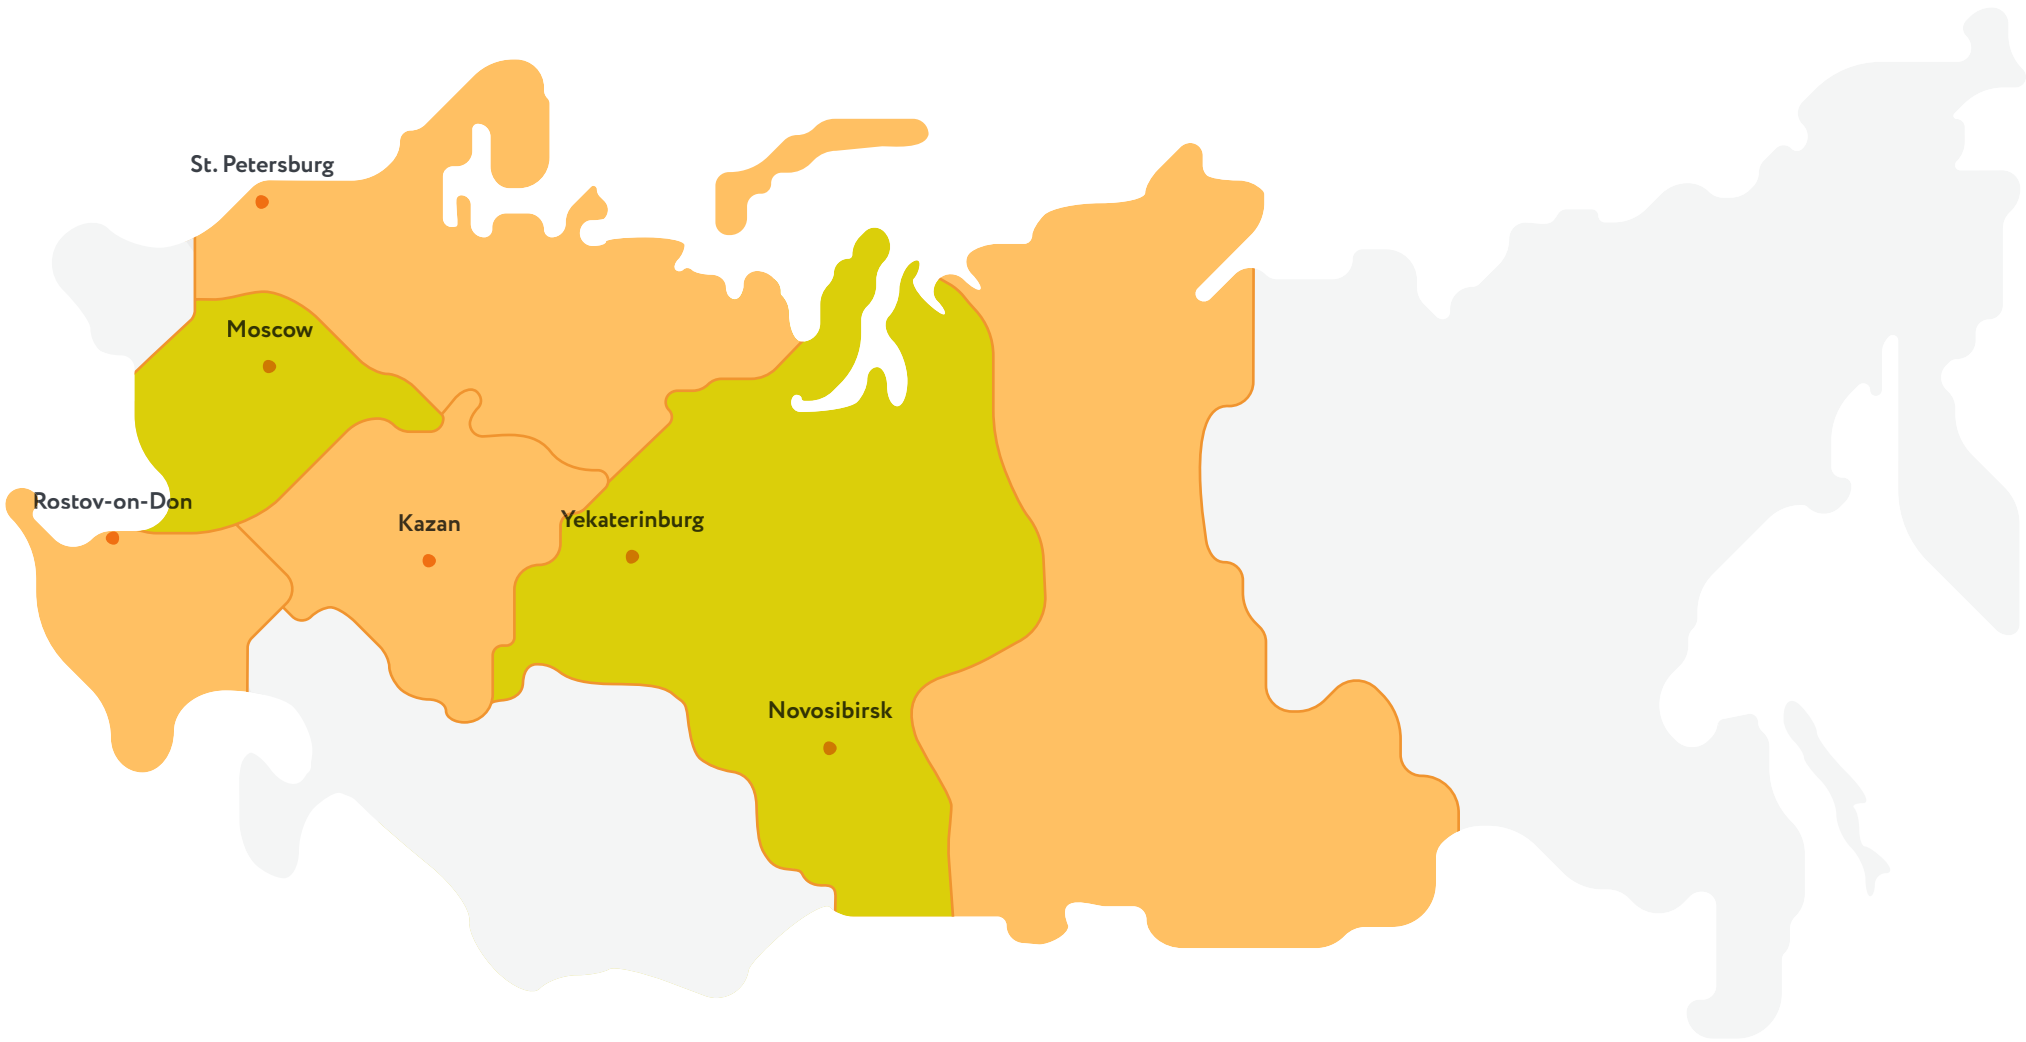 St. Petersburg
Moscow
Rostov-on-Don
Kazan
Yekaterinburg
Novosibirsk